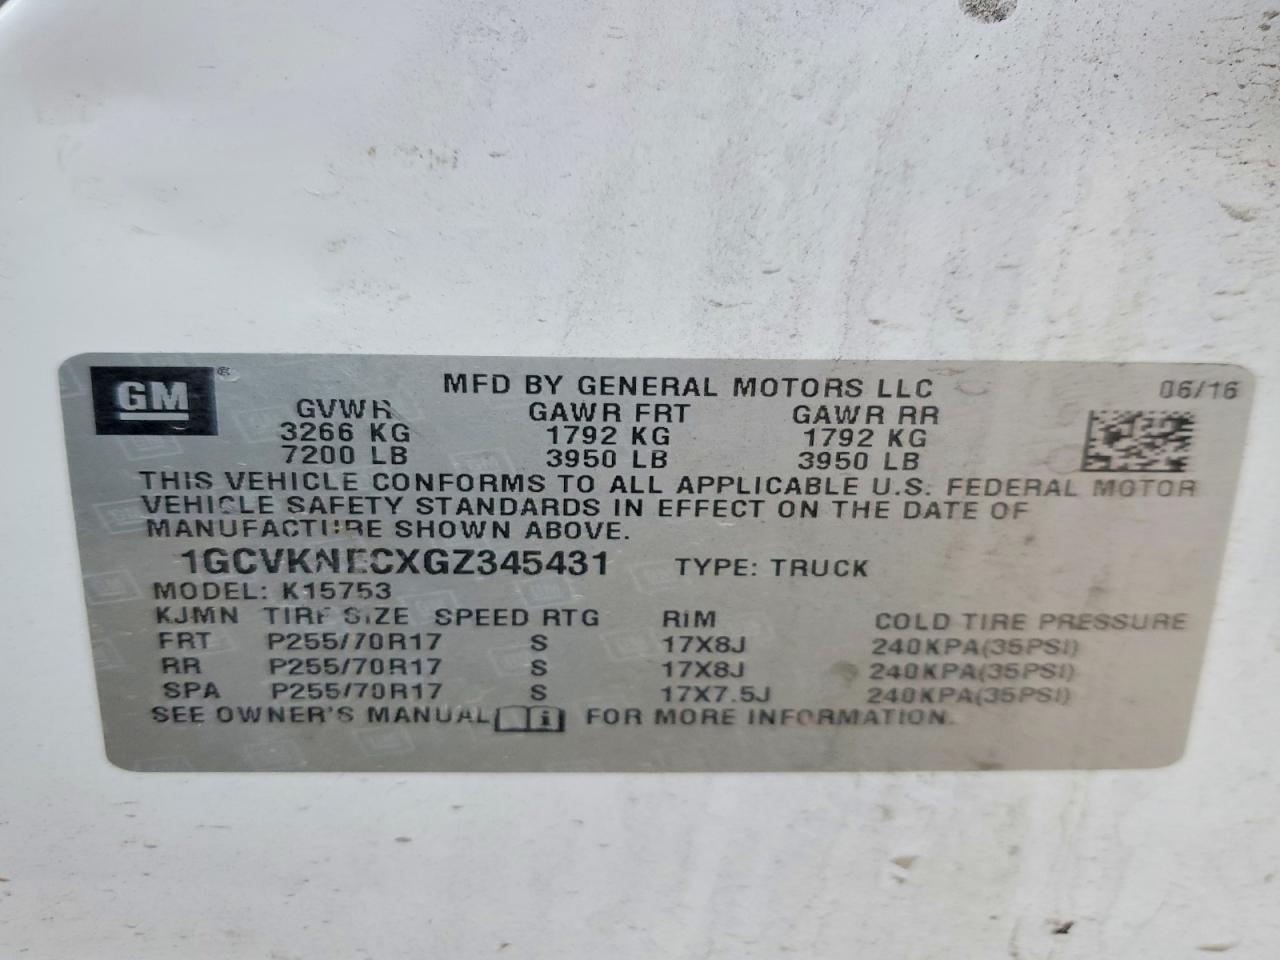 GM ® MFD BY GENERAL MOTORS LLC 06/16
GVWR GAWR FRT GAWR RR
3266 KG 1792 KG 1792 KG
7200 LB 3950 LB 3950 LB
THIS VEHICLE CONFORMS TO ALL APPLICABLE U.S. FEDERAL MOTOR
VEHICLE SAFETY STANDARDS IN EFFECT ON THE DATE OF
MANUFACTURE SHOWN ABOVE.
1GCVKNECXGZ345431 TYPE: TRUCK
MODEL: K15753
KJMN TIRE SIZE SPEED RTG RIM COLD TIRE PRESSURE
FRT P255/70R17 S 17X8J 240KPA(35PSI)
RR P255/70R17 S 17X8J 240KPA(35PSI)
SPA P255/70R17 S 17X7.5J 240KPA(35PSI)
SEE OWNER'S MANUAL i FOR MORE INFORMATION.